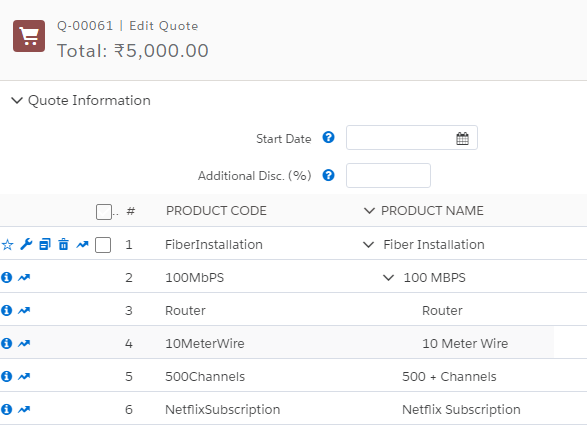 Q-00061 | Edit Quote
Total: ₹5,000.00
Quote Information
Start Date
Additional Disc. (%)
.. # PRODUCT CODE PRODUCT NAME
1 FiberInstallation Fiber Installation
2 100MbPS 100 MBPS
3 Router Router
4 10MeterWire 10 Meter Wire
5 500Channels 500 + Channels
6 NetflixSubscription Netflix Subscription